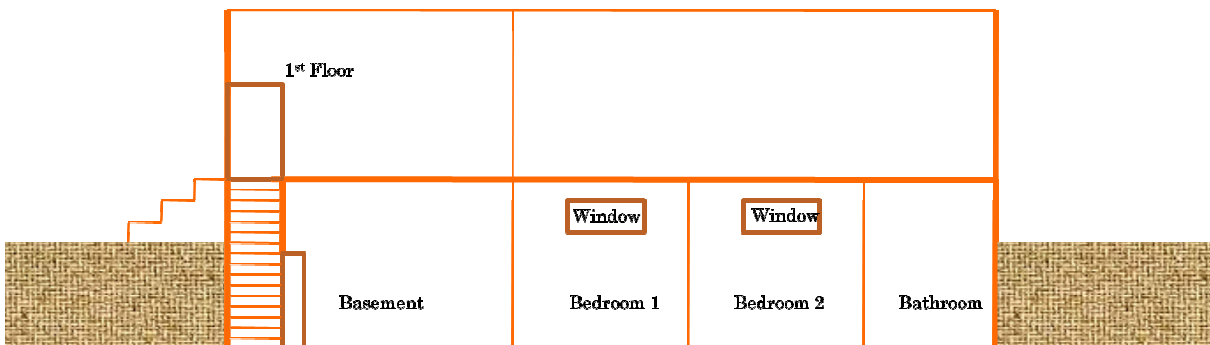 1st Floor
Window
Window
Basement
Bedroom 1
Bedroom 2
Bathroom